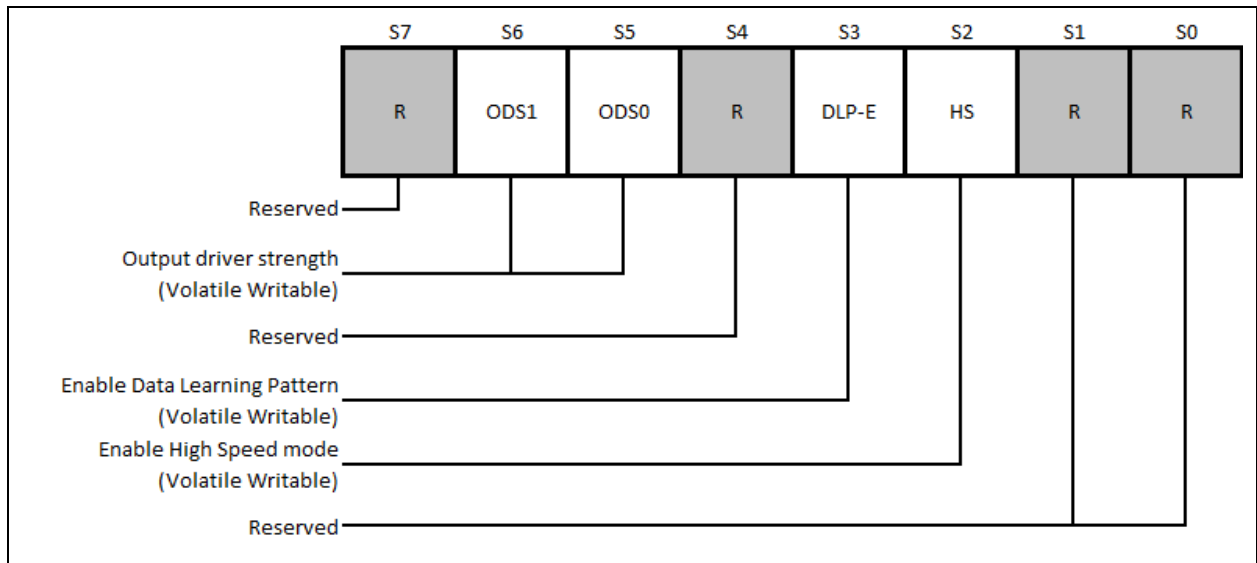 S7 S6 S5 S4 S3 S2 S1 S0
R ODS1 ODS0 R DLP-E HS R R
Reserved
Output driver strength
(Volatile Writable)
Reserved
Enable Data Learning Pattern
(Volatile Writable)
Enable High Speed mode
(Volatile Writable)
Reserved